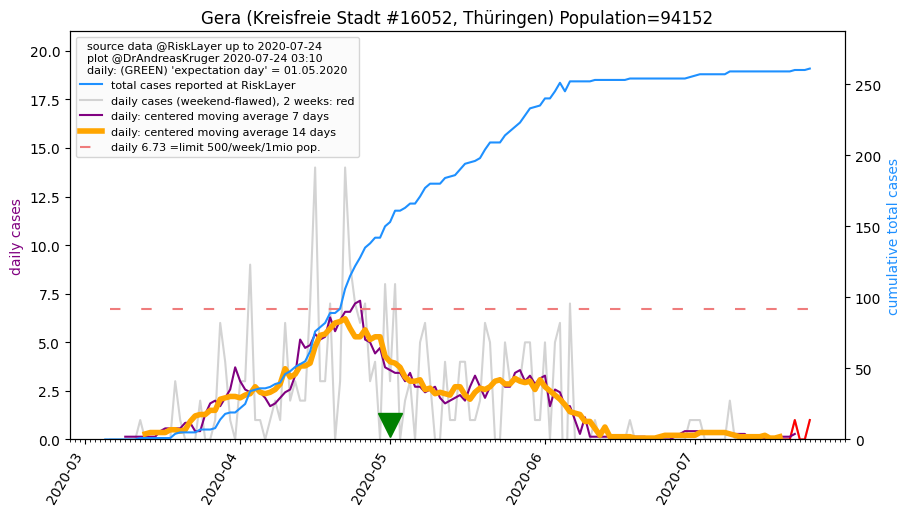 Gera (Kreisfreie Stadt #16052, Thüringen) Population=94152
source data @RiskLayer up to 2020-07-24
plot @DrAndreasKruger 2020-07-24 03:10
daily: (GREEN) 'expectation day' = 01.05.2020
total cases reported at RiskLayer
daily cases (weekend-flawed), 2 weeks: red
daily: centered moving average 7 days
daily: centered moving average 14 days
daily 6.73 =limit 500/week/1mio pop.
daily cases
20.0
17.5
15.0
12.5
10.0
7.5
5.0
2.5
0.0
250
200
150
100
50
0
cumulative total cases
2020-03
2020-04
2020-05
2020-06
2020-07